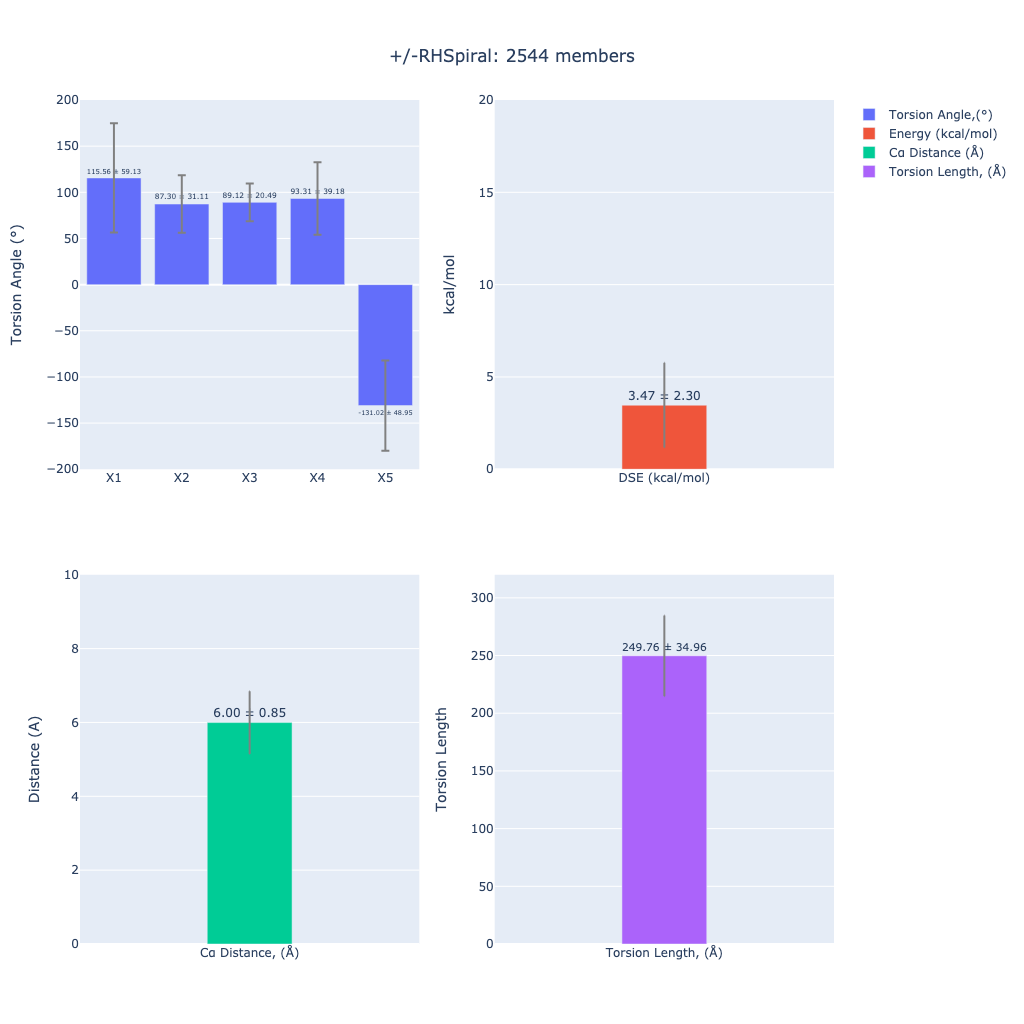 +/-RHSpiral: 2544 members
Torsion Angle (°)
200
150
100
50
0
−50
−100
−150
−200
115.56 ± 59.13
87.30 ± 31.11
89.12 ± 20.49
93.31 ± 39.18
-131.02 ± 48.95
X1
X2
X3
X4
X5
kcal/mol
20
15
10
5
0
3.47 ± 2.30
DSE (kcal/mol)
Torsion Angle,(°)
Energy (kcal/mol)
Cα Distance (Å)
Torsion Length, (Å)
Distance (A)
10
8
6
4
2
0
6.00 ± 0.85
Cα Distance, (Å)
Torsion Length
300
250
200
150
100
50
0
249.76 ± 34.96
Torsion Length, (Å)